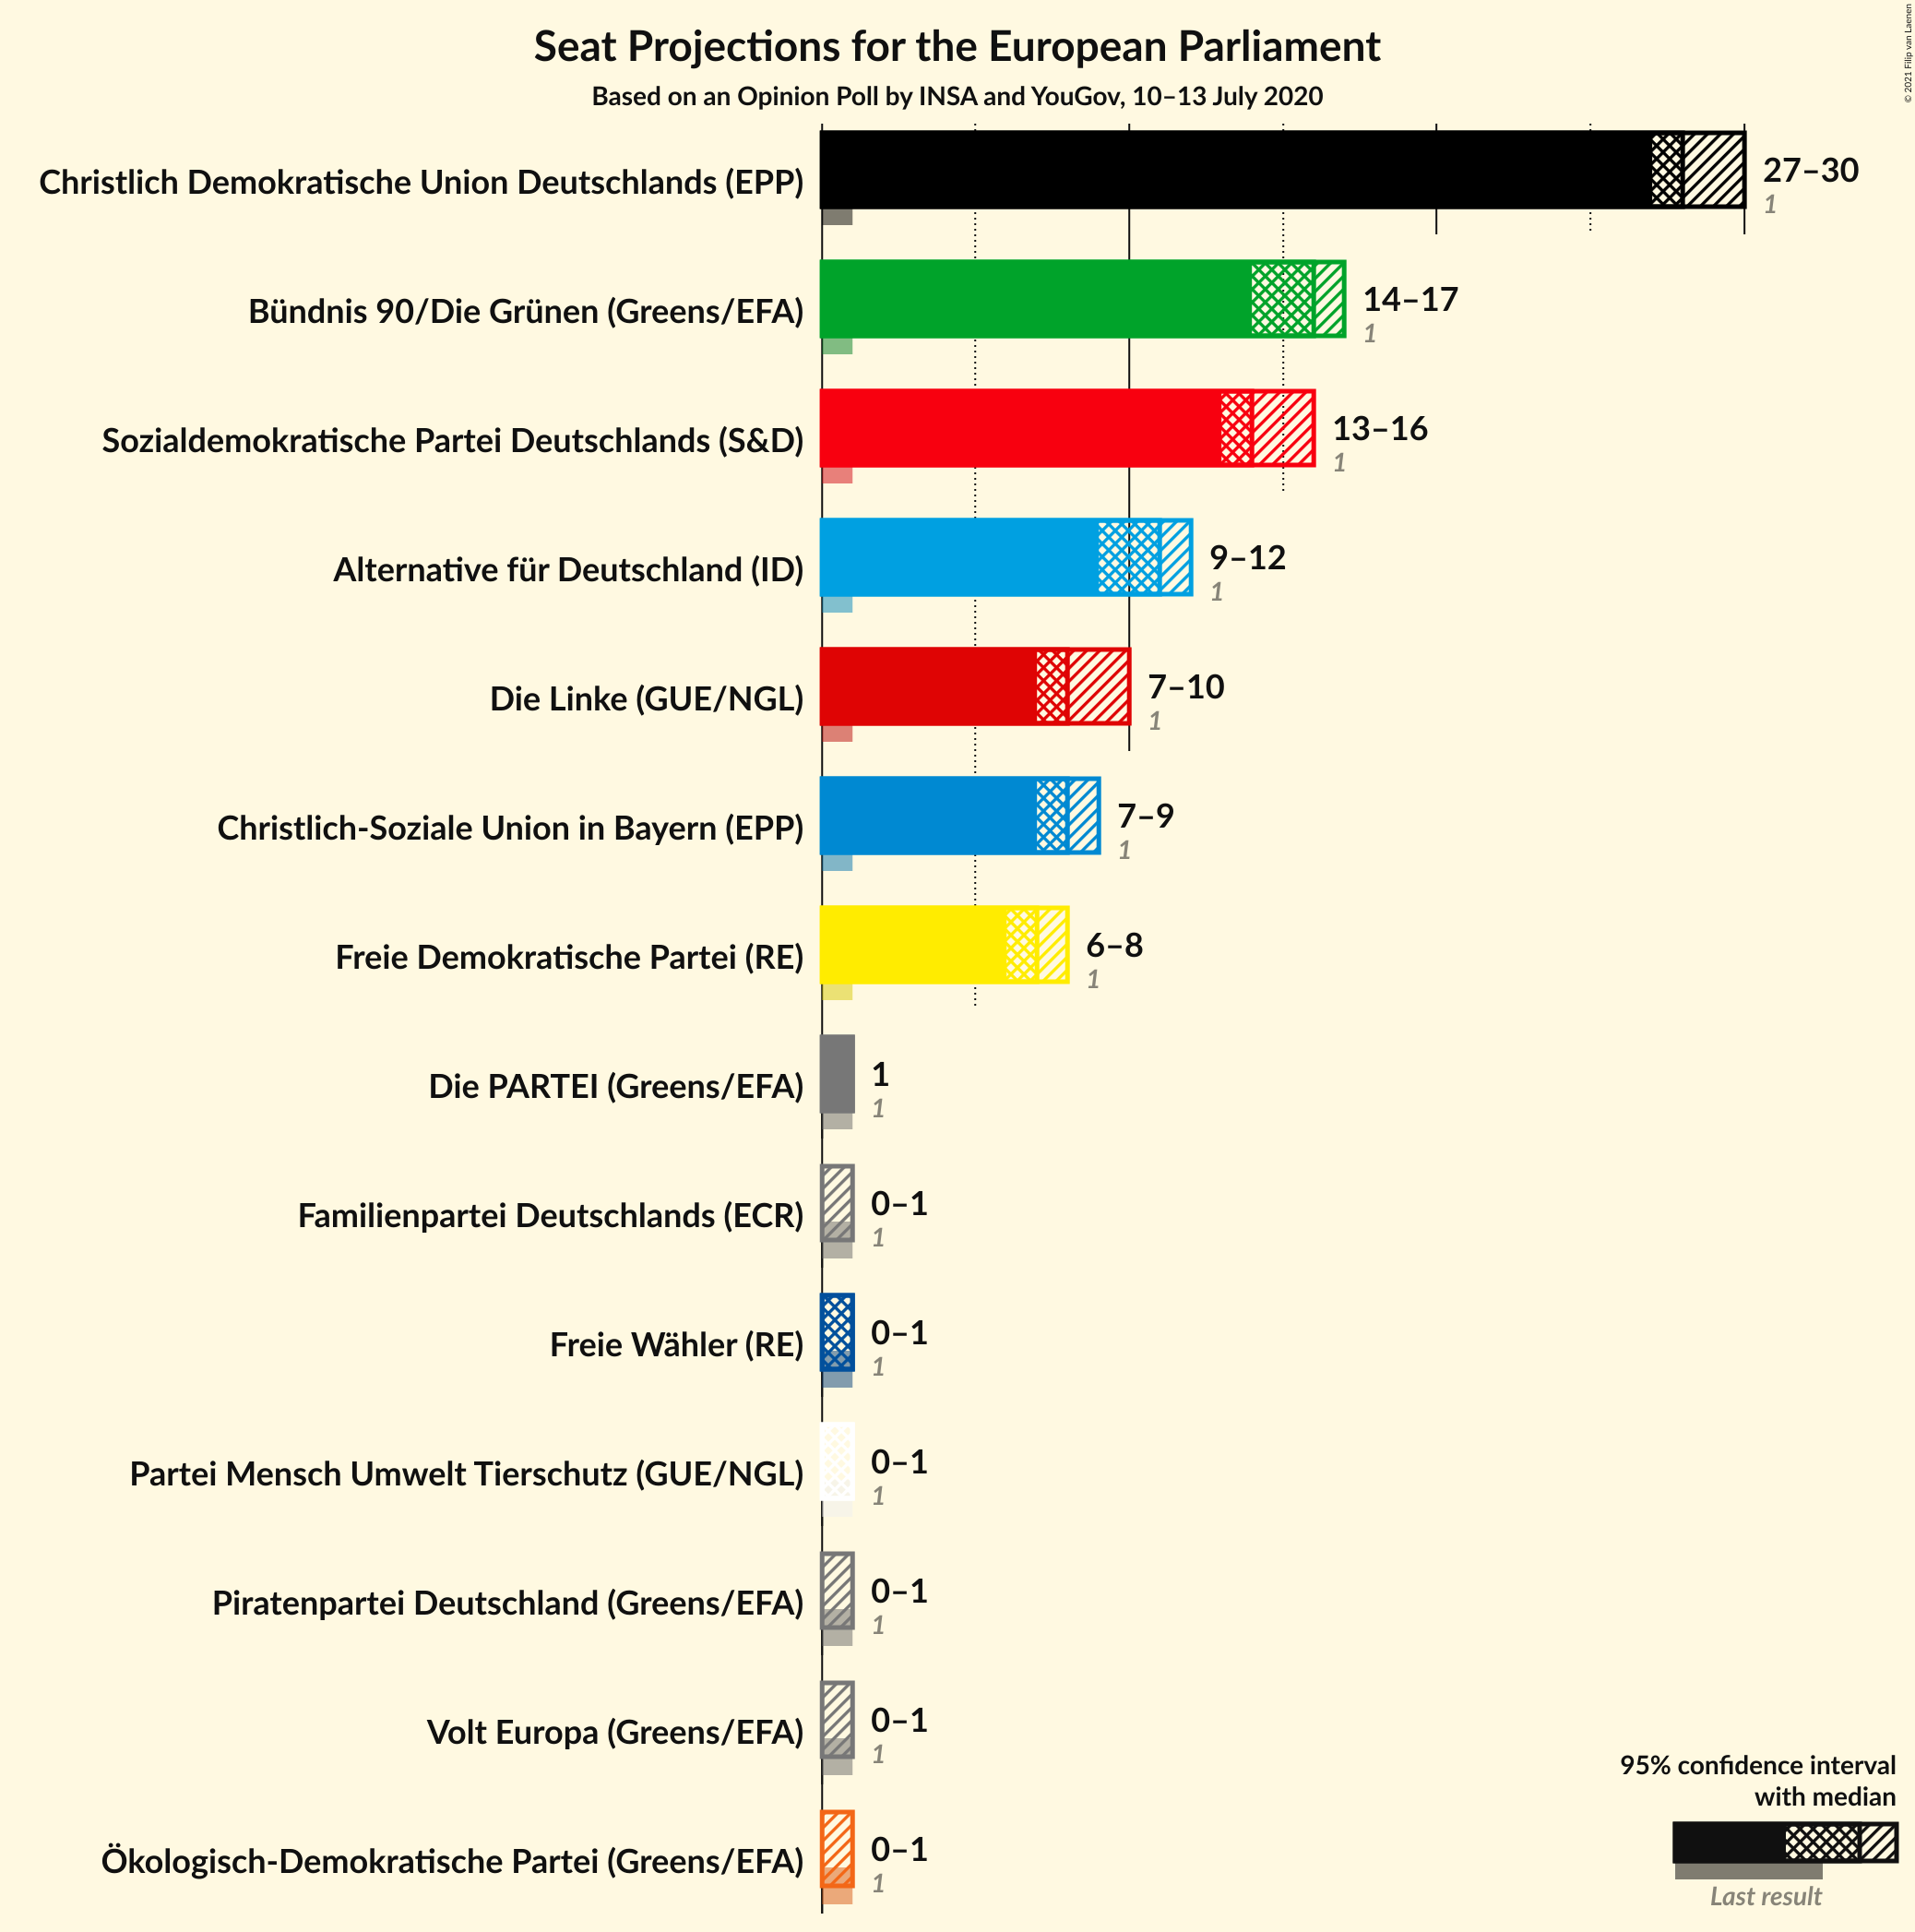 Seat Projections for the European Parliament
Based on an Opinion Poll by INSA and YouGov, 10–13 July 2020
© 2021 Filip van Laenen
Christlich Demokratische Union Deutschlands (EPP)
27–30
1
Bündnis 90/Die Grünen (Greens/EFA)
14–17
1
Sozialdemokratische Partei Deutschlands (S&D)
13–16
1
Alternative für Deutschland (ID)
9–12
1
Die Linke (GUE/NGL)
7–10
1
Christlich-Soziale Union in Bayern (EPP)
7–9
1
Freie Demokratische Partei (RE)
6–8
1
Die PARTEI (Greens/EFA)
1
1
Familienpartei Deutschlands (ECR)
0–1
1
Freie Wähler (RE)
0–1
1
Partei Mensch Umwelt Tierschutz (GUE/NGL)
0–1
1
Piratenpartei Deutschland (Greens/EFA)
0–1
1
Volt Europa (Greens/EFA)
0–1
1
Ökologisch-Demokratische Partei (Greens/EFA)
0–1
1
95% confidence interval
with median
Last result